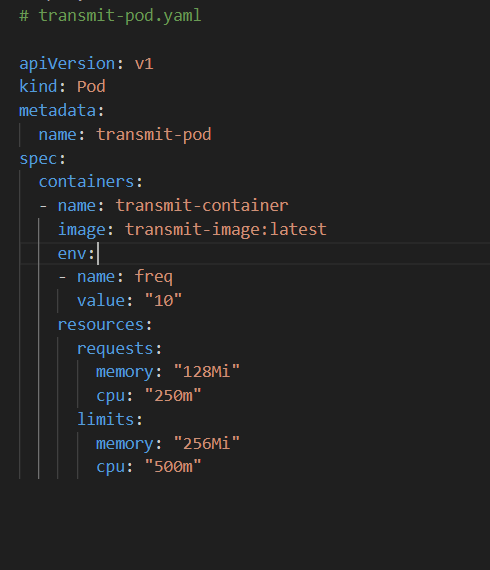 # transmit-pod.yaml
apiVersion: v1
kind: Pod
metadata:
  name: transmit-pod
spec:
  containers:
  - name: transmit-container
    image: transmit-image:latest
    env:
    - name: freq
      value: "10"
    resources:
      requests:
        memory: "128Mi"
        cpu: "250m"
      limits:
        memory: "256Mi"
        cpu: "500m"